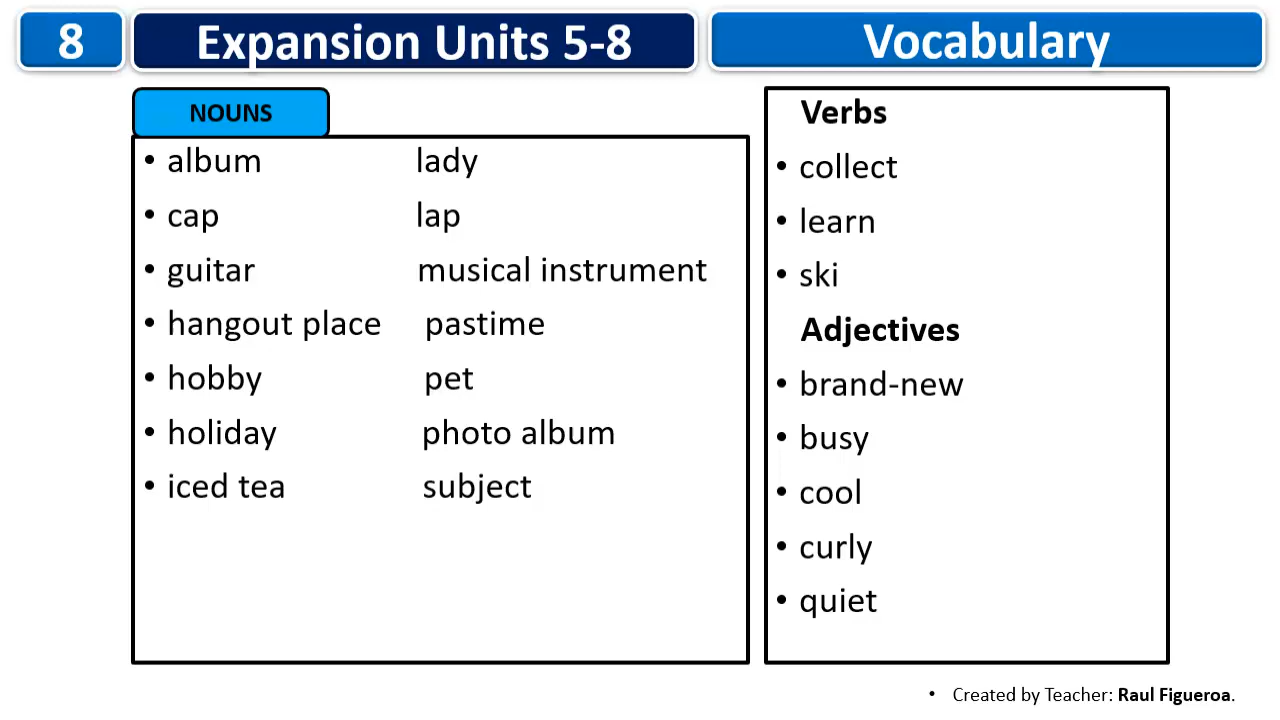 8 Expansion Units 5-8 Vocabulary
NOUNS
• album lady
• cap lap
• guitar musical instrument
• hangout place pastime
• hobby pet
• holiday photo album
• iced tea subject
Verbs
• collect
• learn
• ski
Adjectives
• brand-new
• busy
• cool
• curly
• quiet
• Created by Teacher: Raul Figueroa.